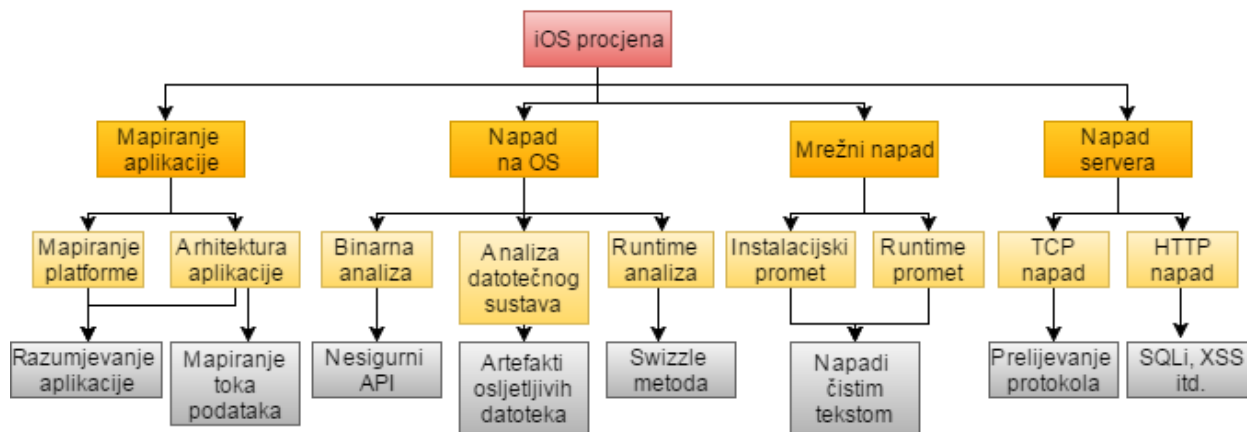 iOS procjena
Mapiranje
aplikacije
Napad
na OS
Mrežni napad
Napad
servera
Mapiranje
platforme
Arhitektura
aplikacije
Binarna
analiza
Analiza
datotečnog
sustava
Runtime
analiza
Instalacijski
promet
Runtime
promet
TCP
napad
HTTP
napad
Razumjevanje
aplikacije
Mapiranje
toka
podataka
Nesigurni
API
Artefakti
osljetljivih
datoteka
Swizzle
metoda
Napadi
čistim
tekstom
Prelijevanje
protokola
SQLi, XSS
itd.